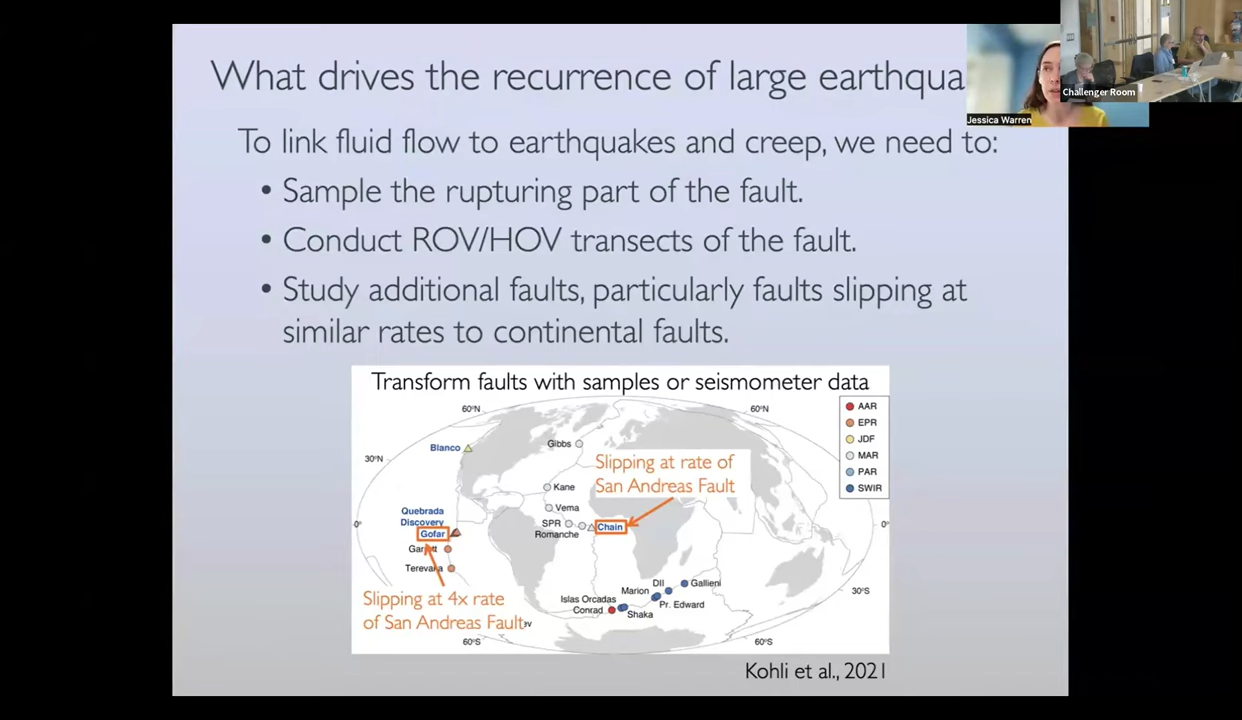 What drives the recurrence of large earthqua
Jessica Warren
Challenger Room
To link fluid flow to earthquakes and creep, we need to:
• Sample the rupturing part of the fault.
• Conduct ROV/HOV transects of the fault.
• Study additional faults, particularly faults slipping at
similar rates to continental faults.
Transform faults with samples or seismometer data
60°N
60°N
AAR
EPR
JDF
MAR
PAR
SWIR
Blanco
Gibbs
30°N
Slipping at rate of
San Andreas Fault
Kane
Vema
Quebrada
Discovery
Gofar
0°
SPR
Romanche
Chain
0°
Garrett
Terevaka
DII
Gallieni
Marion
30°S
Islas Orcadas
Pr. Edward
Conrad
Shaka
Slipping at 4x rate
of San Andreas Fault
60°S
60°S
Kohli et al., 2021